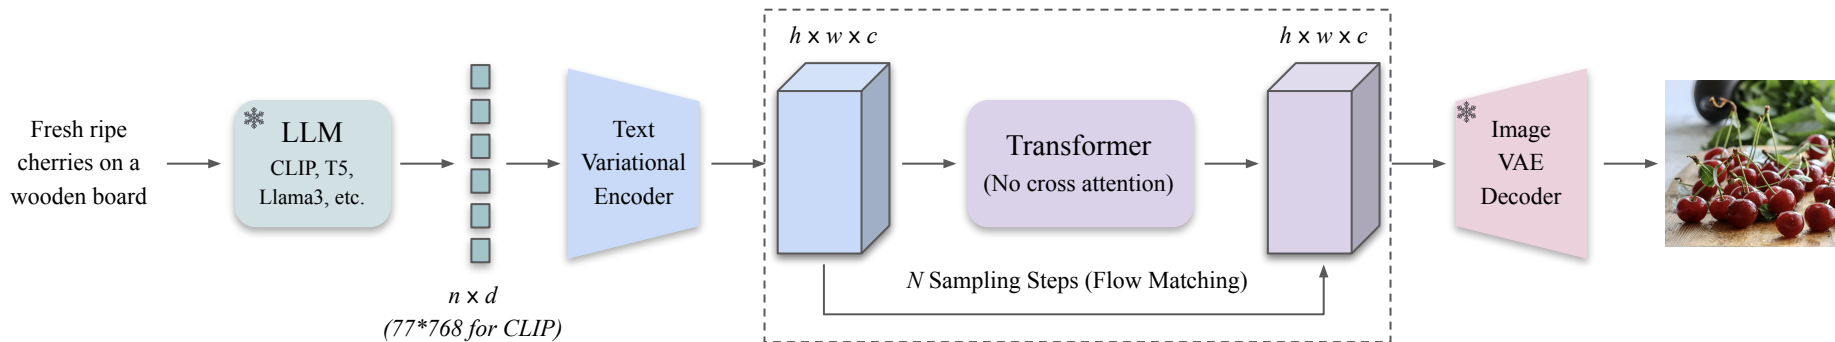 Fresh ripe
cherries on a
wooden board
LLM
CLIP, T5,
Llama3, etc.
n x d
(77*768 for CLIP)
Text
Variational
Encoder
h x w x c
Transformer
(No cross attention)
h x w x c
N Sampling Steps (Flow Matching)
Image
VAE
Decoder